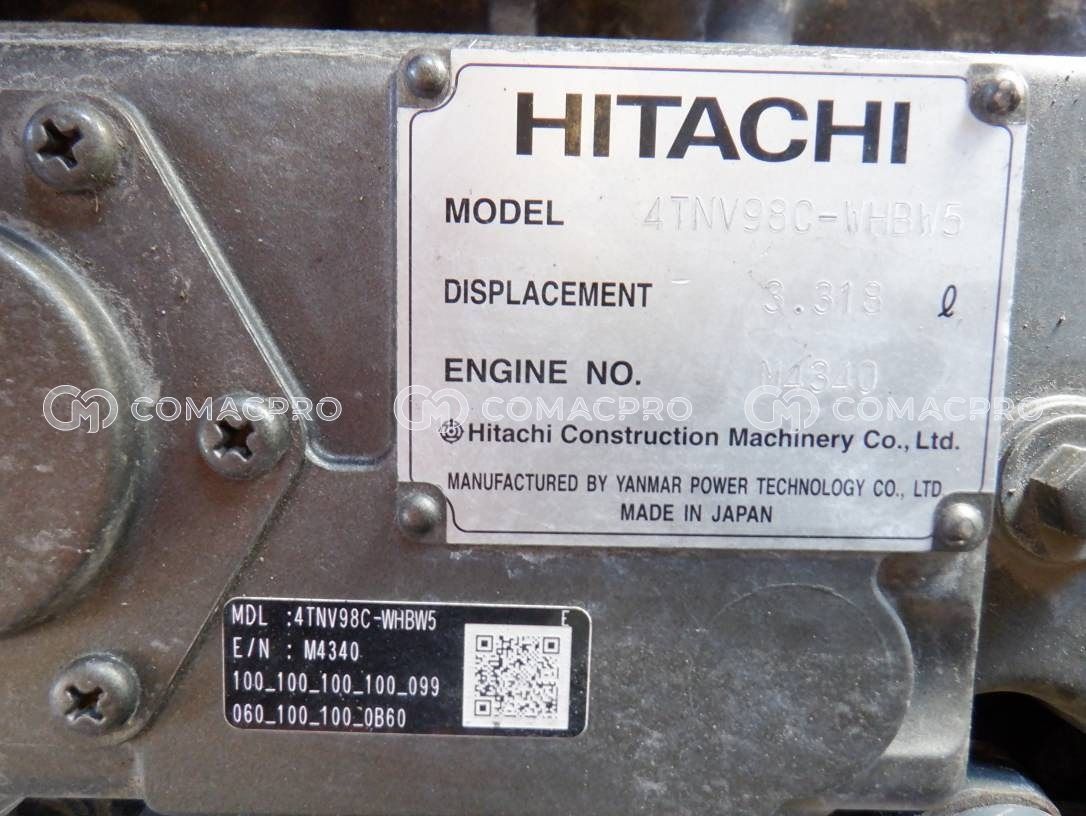 HITACHI
MODEL 4TNV98C-WHBW5
DISPLACEMENT 3.318 ℓ
ENGINE NO. M4340
COMACPRO COMACPRO COMACPRO
Hitachi Construction Machinery Co., Ltd.
MANUFACTURED BY YANMAR POWER TECHNOLOGY CO., LTD
MADE IN JAPAN
MDL :4TNV98C-WHBW5 E
E/N : M4340
100_100_100_100_099
060_100_100_0B60